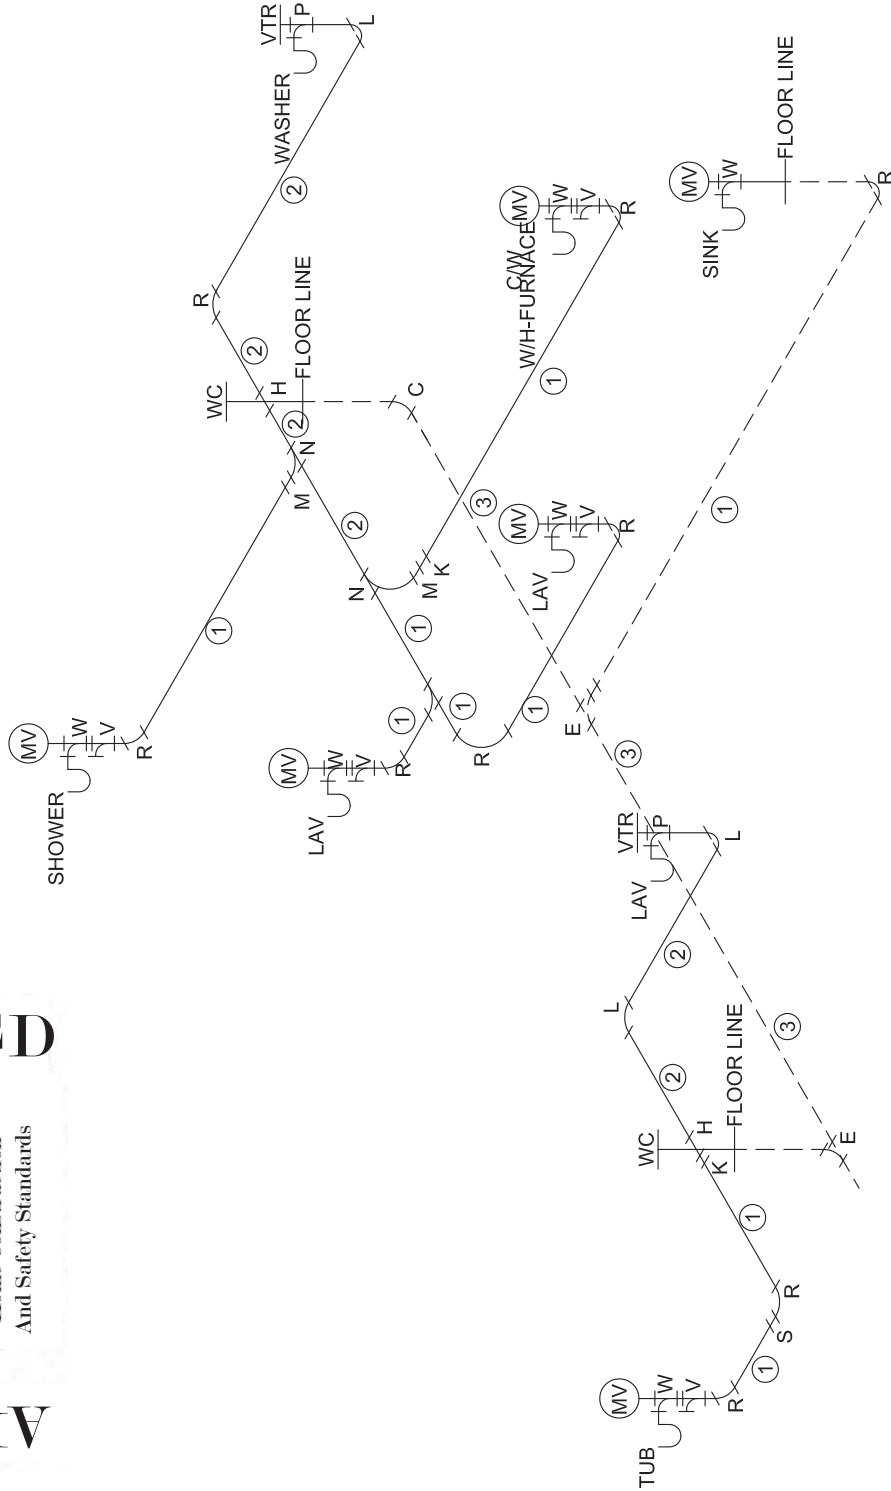 VTR
P
L
WASHER
2
R
2
WC
H
FLOOR LINE
2
N
M
C
MV
W
V
R
C/W
W/H-FURNACE
1
MV
W
SINK
FLOOR LINE
R
1
2
N
M
K
3
MV
W
V
LAV
R
1
1
1
1
R
1
MV
W
V
SHOWER
R
MV
W
V
LAV
R
E
3
VTR
P
LAV
L
2
L
2
3
WC
H
K
FLOOR LINE
E
1
R
S
1
MV
W
V
TUB
R
D
And Safety Standards
A